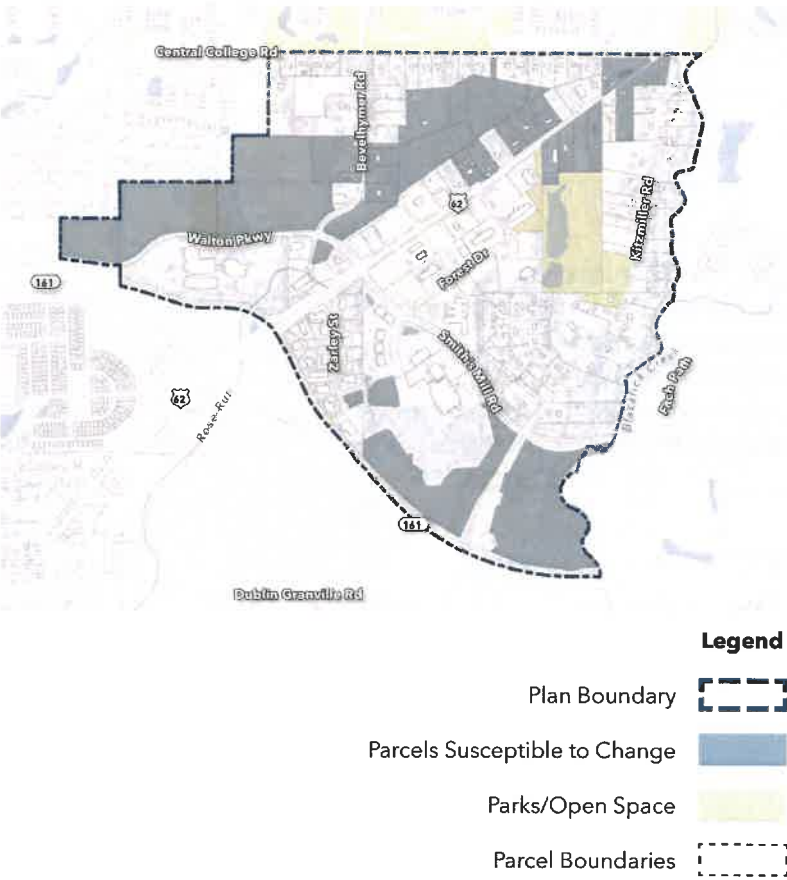 Central College Rd
Bevelhymer Rd
62
Kitzmiller Rd
Walton Pkwy
Forest Dr
161
Zarley St
Smith's Mill Rd
62
Rose Run
Blacklick Creek
Fitch Path
161
Dublin Granville Rd
Legend
Plan Boundary
Parcels Susceptible to Change
Parks/Open Space
Parcel Boundaries